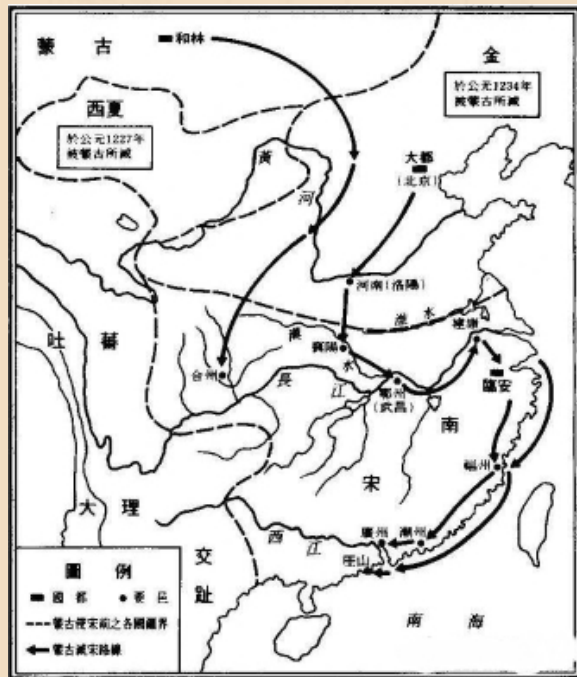 蒙古
和林
金
西夏
於公元1227年
被蒙古所滅
於公元1234年
被蒙古所滅
黃
河
大都
(北京)
河南(洛陽)
淮水
建康
吐蕃
漢
水
襄陽
合州
長
江
鄂州
(武昌)
臨安
南
宋
福州
大理
西
江
廣州
潮州
崖山
交
趾
南海
圖例
國都
要邑
蒙古侵宋前之各國疆界
蒙古滅宋路線